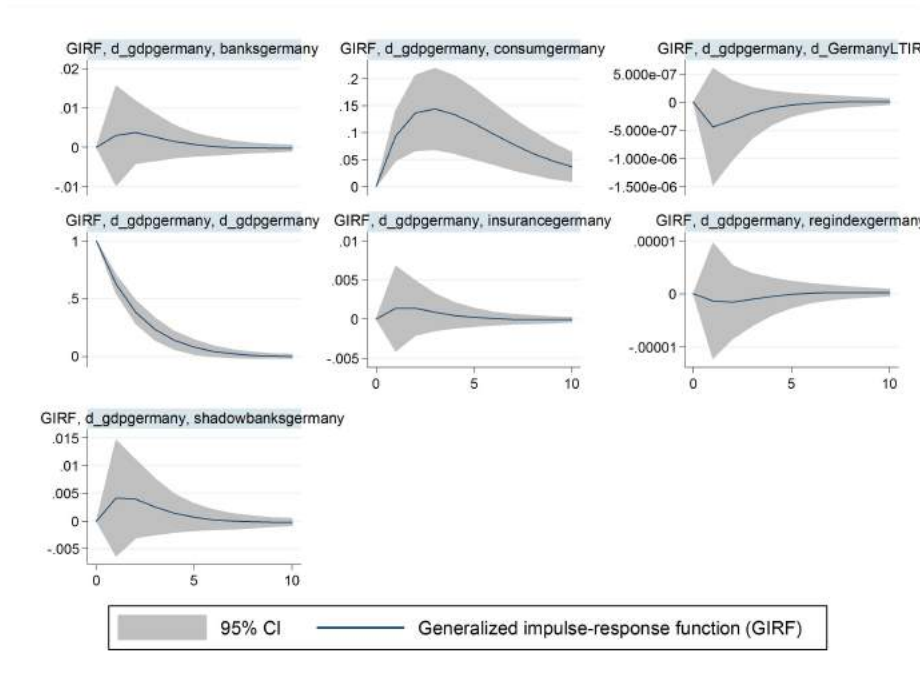 GIRF, d_gdpgermany, banksgermany
.02
.01
0
-.01
GIRF, d_gdpgermany, consumgermany
.2
.15
.1
.05
0
GIRF, d_gdpgermany, d_GermanyLTIR
5.000e-07
0
-5.000e-07
-1.000e-06
-1.500e-06
GIRF, d_gdpgermany, d_gdpgermany
1
.5
0
GIRF, d_gdpgermany, insurancegermany
.01
.005
0
-.005
0 5 10
GIRF, d_gdpgermany, regindexgermany
.00001
0
-.00001
0 5 10
GIRF, d_gdpgermany, shadowbanksgermany
.015
.01
.005
0
-.005
0 5 10
95% CI
Generalized impulse-response function (GIRF)